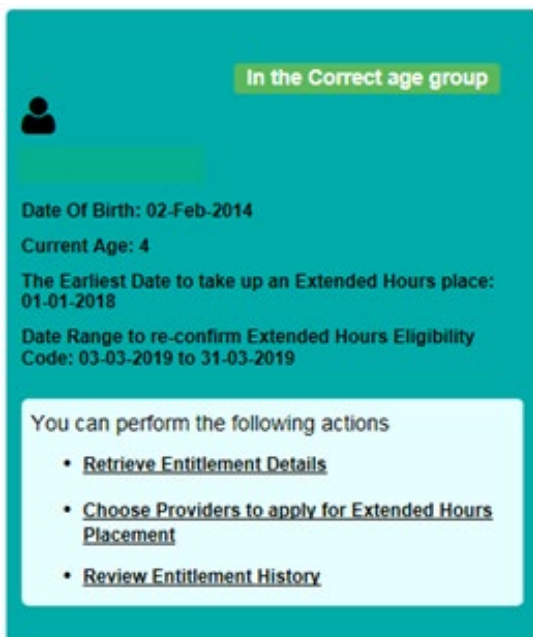 In the Correct age group
Date Of Birth: 02-Feb-2014
Current Age: 4
The Earliest Date to take up an Extended Hours place:
01-01-2018
Date Range to re-confirm Extended Hours Eligibility
Code: 03-03-2019 to 31-03-2019
You can perform the following actions
• Retrieve Entitlement Details
• Choose Providers to apply for Extended Hours
Placement
• Review Entitlement History